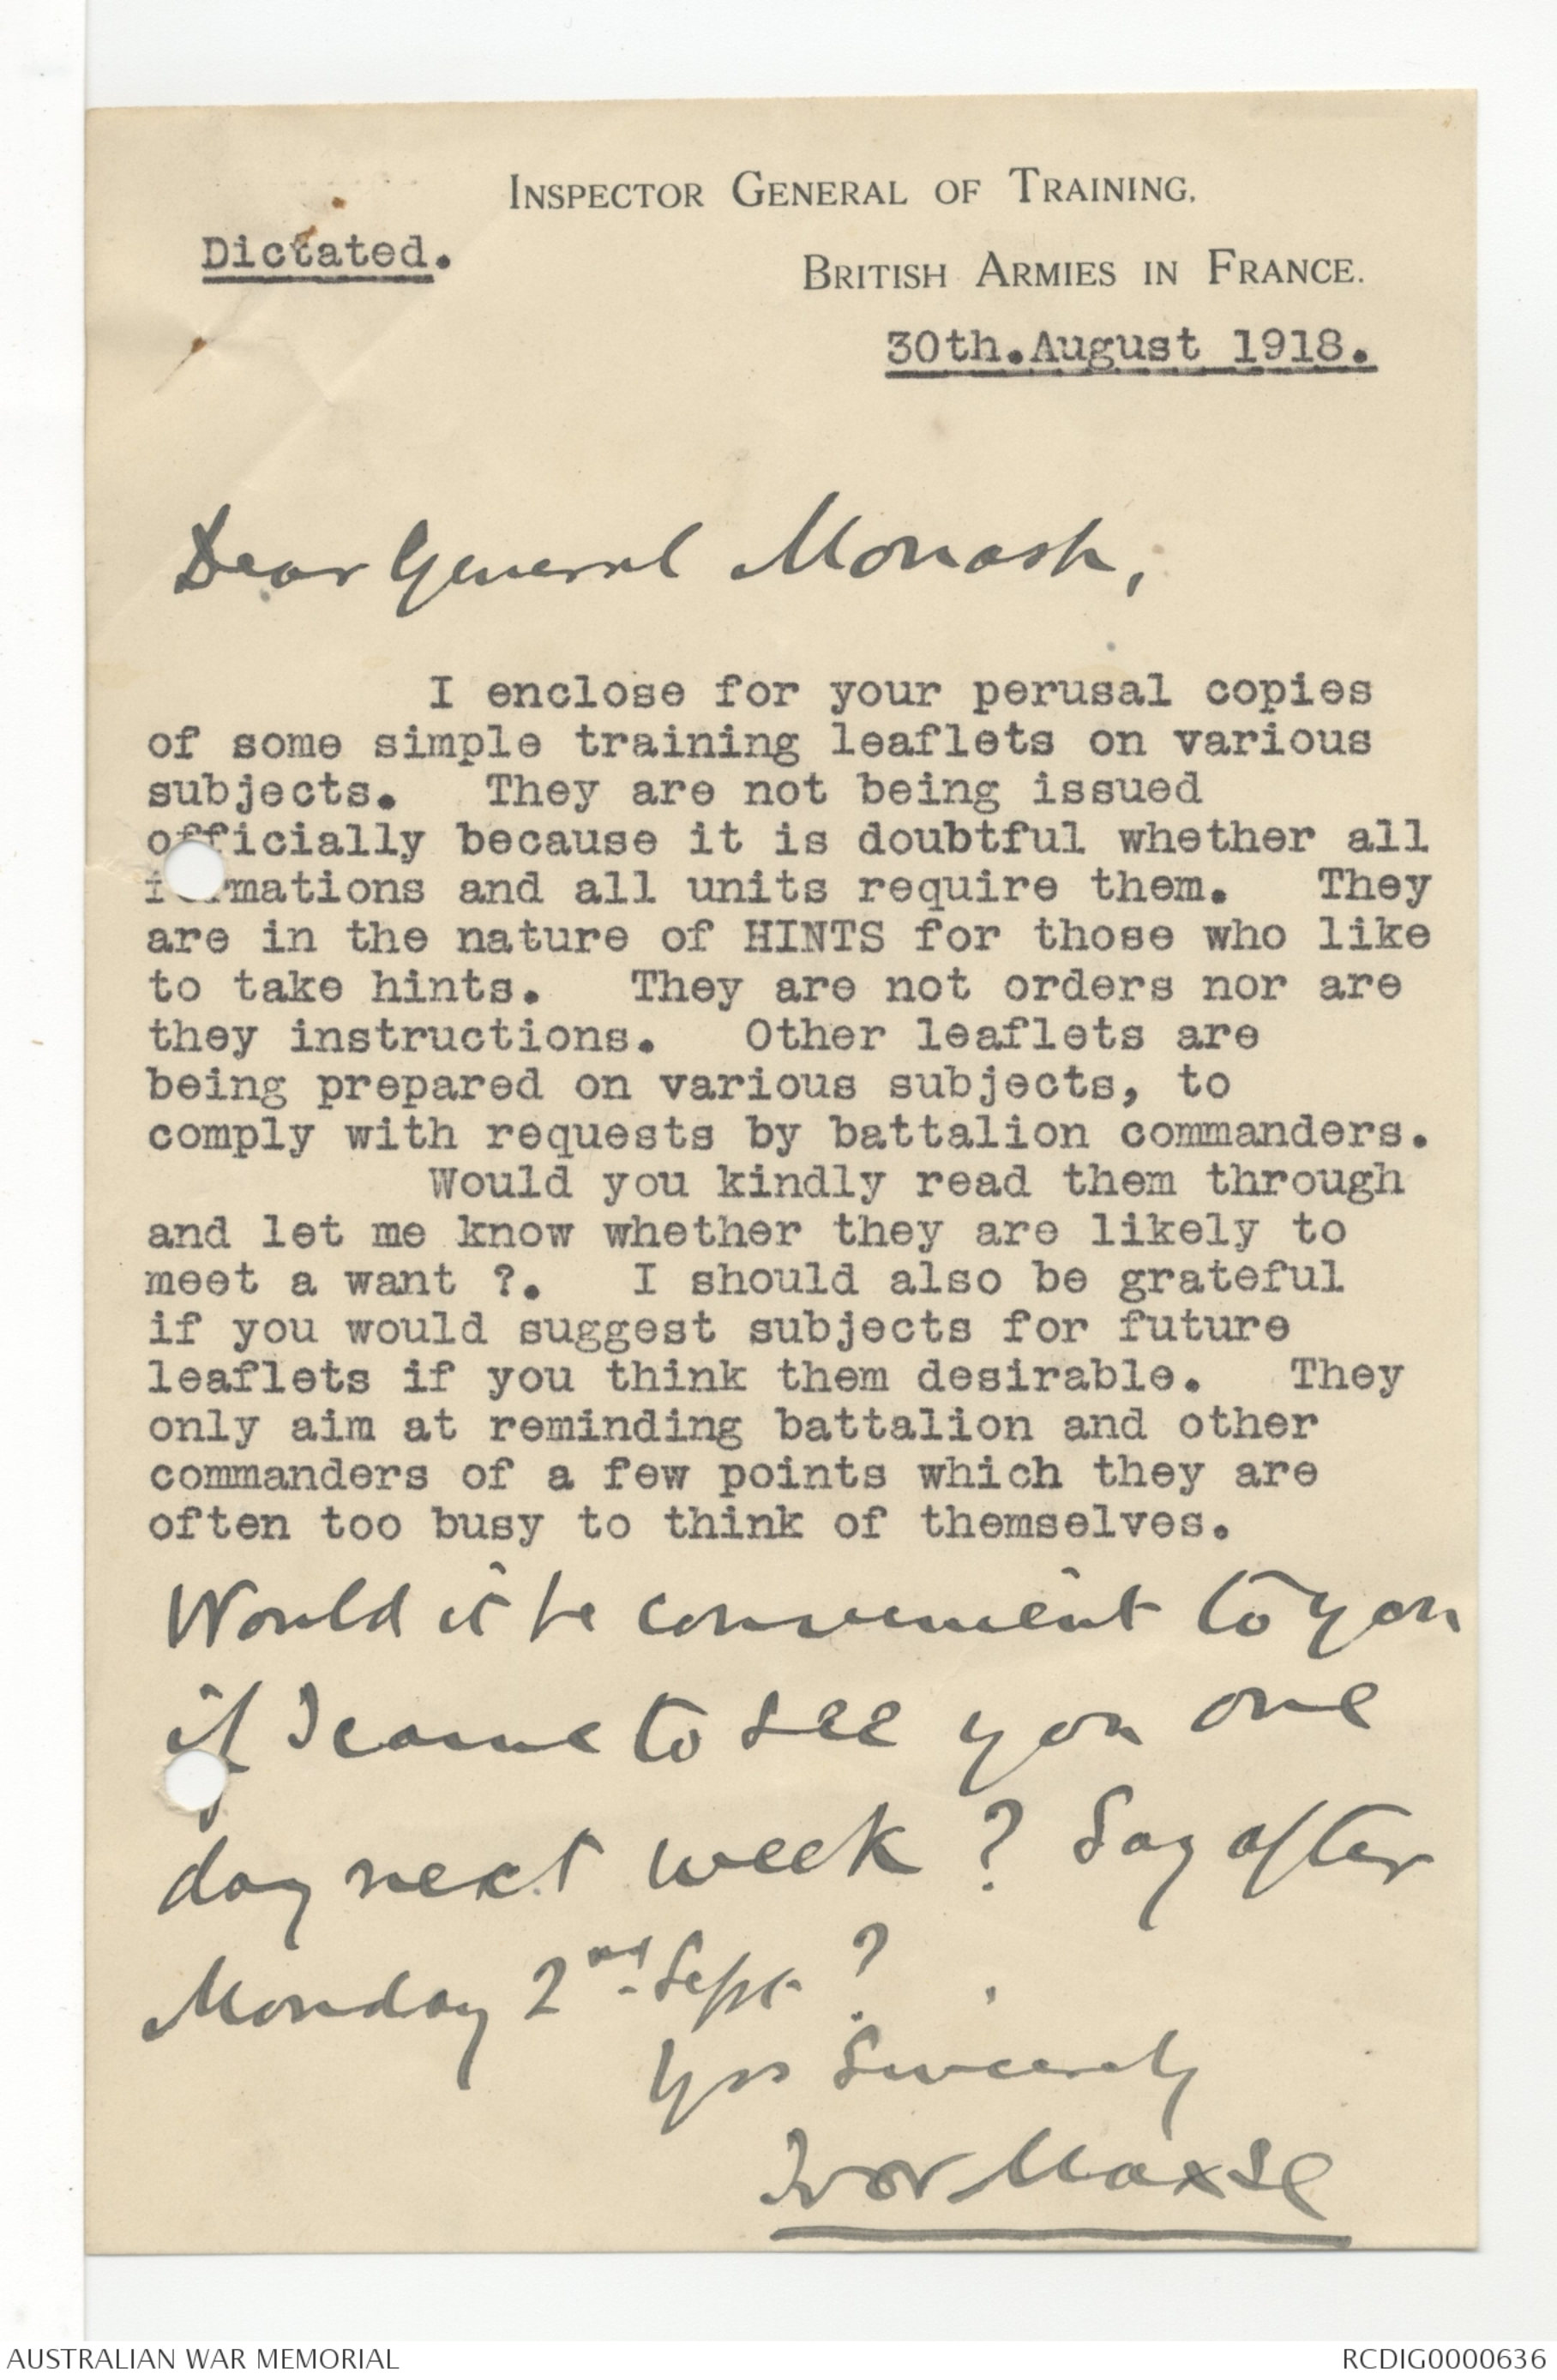 INSPECTOR GENERAL OF TRAINING,
Dictated.
BRITISH ARMIES IN FRANCE.
30th.August 1918.
Dear General Monash,
I enclose for your perusal copies
of some simple training leaflets on various
subjects. They are not being issued
officially because it is doubtful whether all
formations and all units require them. They
are in the nature of HINTS for those who like
to take hints. They are not orders nor are
they instructions. Other leaflets are
being prepared on various subjects, to
comply with requests by battalion commanders.
Would you kindly read them through
and let me know whether they are likely to
meet a want ?. I should also be grateful
if you would suggest subjects for future
leaflets if you think them desirable. They
only aim at reminding battalion and other
commanders of a few points which they are
often too busy to think of themselves.
Would it be convenient to you
if I came to see you one
day next week ? Say after
Monday 2nd. Sept. ?
Yrs Sincerely
Ivor Maxse
AUSTRALIAN WAR MEMORIAL
RCDIG0000636